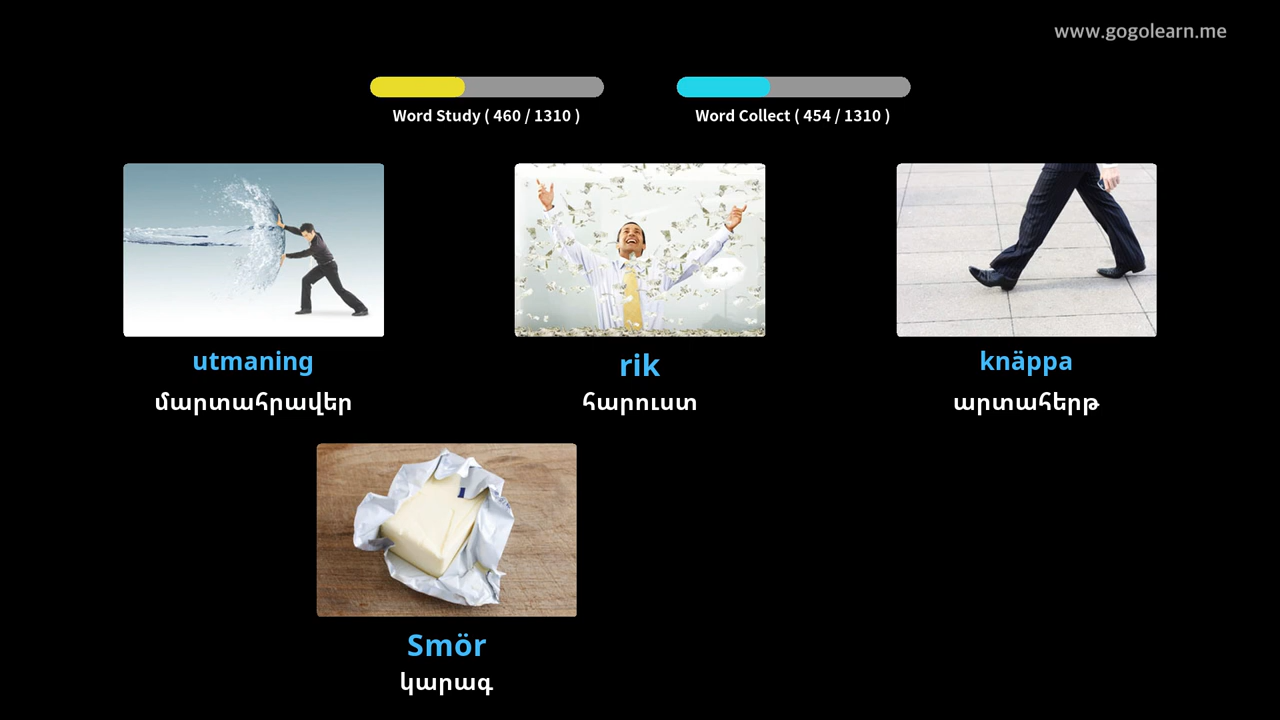 www.gogolearn.me
Word Study ( 460 / 1310 )
Word Collect ( 454 / 1310 )
utmaning
մարտահրավեր
rik
հարուստ
knäppa
արտահերթ
Smör
կարագ